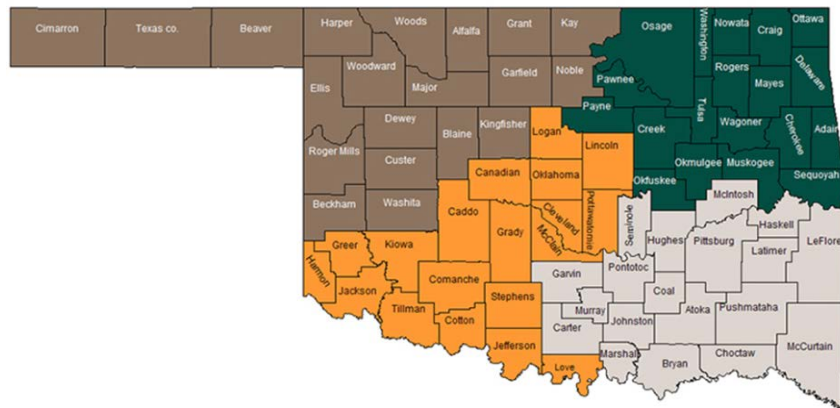 Cimarron
Texas co.
Beaver
Harper
Woods
Alfalfa
Grant
Kay
Osage
Washington
Nowata
Craig
Ottawa
Ellis
Woodward
Major
Garfield
Noble
Pawnee
Rogers
Mayes
Delaware
Payne
Tulsa
Dewey
Blaine
Kingfisher
Logan
Creek
Wagoner
Cherokee
Adair
Roger Mills
Custer
Canadian
Oklahoma
Lincoln
Okmulgee
Muskogee
Sequoyah
Okfuskee
Beckham
Washita
Caddo
Grady
Cleveland
McClain
Pottawatomie
Seminole
McIntosh
Hughes
Pittsburg
Haskell
Latimer
LeFlore
Greer
Kiowa
Harmon
Jackson
Tillman
Comanche
Cotton
Stephens
Jefferson
Garvin
Pontotoc
Coal
Murray
Johnston
Atoka
Pushmataha
Carter
Love
Marshall
Bryan
Choctaw
McCurtain